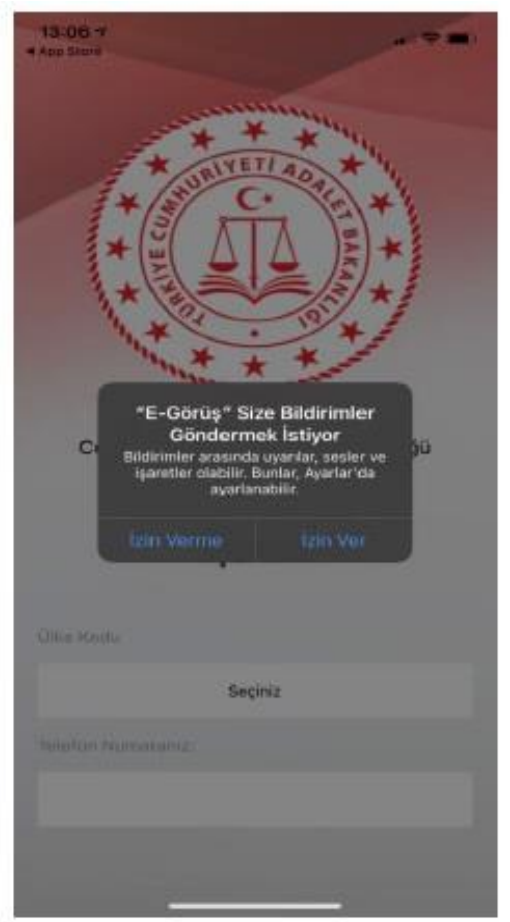 13:06
◀ App Store
TÜRKİYE CUMHURİYETİ ADALET BAKANLIĞI
"E-Görüş" Size Bildirimler
Göndermek İstiyor
Bildirimler arasında uyarılar, sesler ve
işaretler olabilir. Bunlar, Ayarlar'da
ayarlanabilir.
İzin Verme
İzin Ver
Ülke Kodu
Seçiniz
Telefon Numaranız: